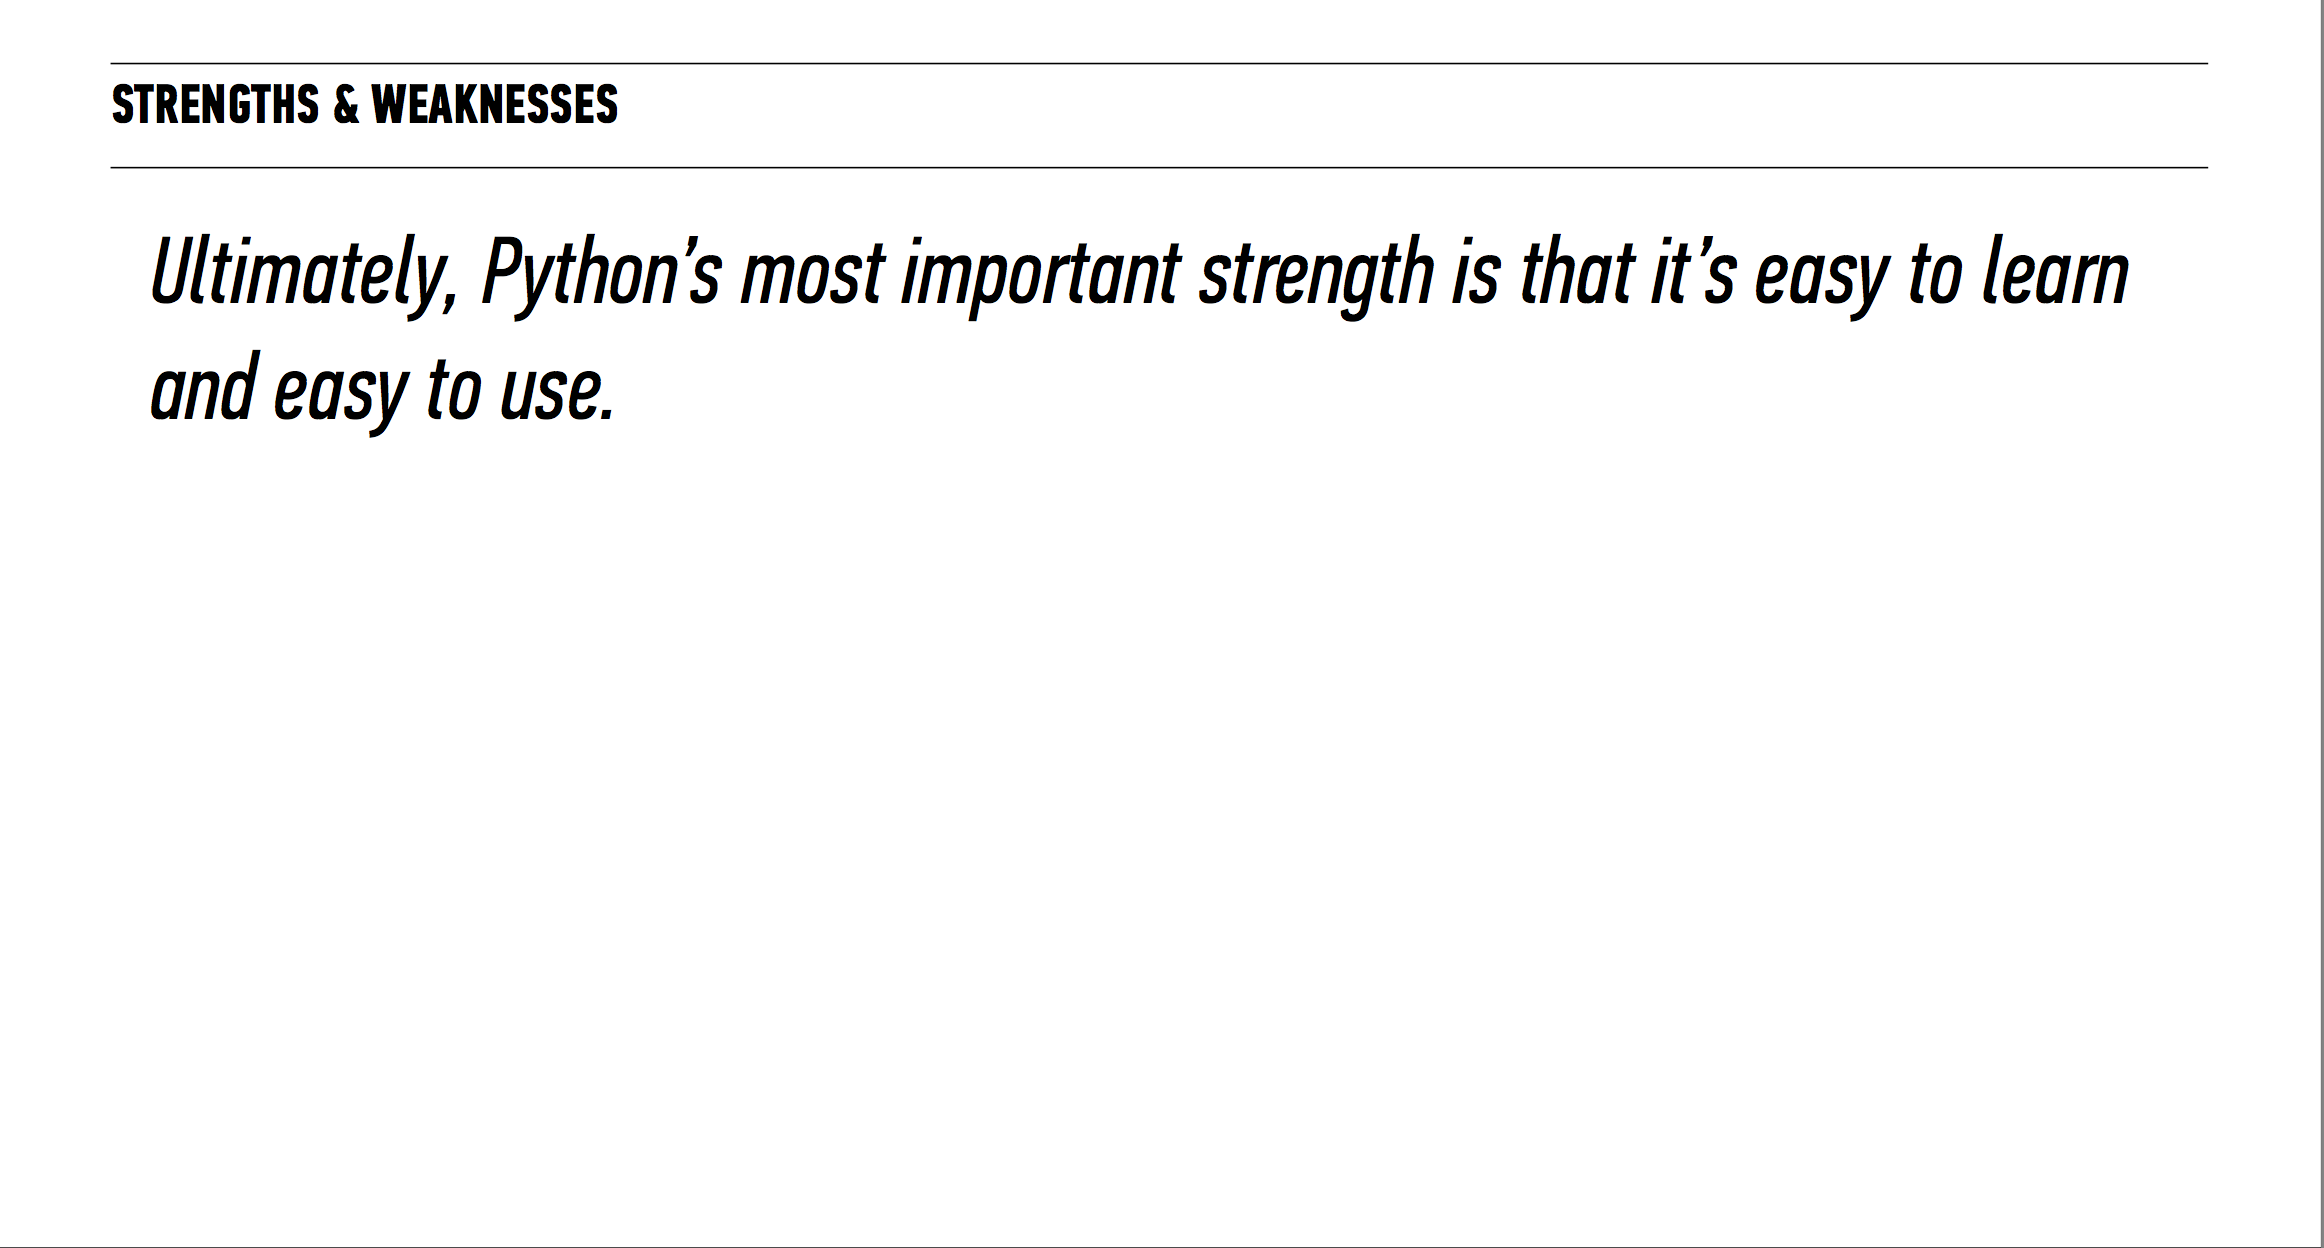 STRENGTHS & WEAKNESSES
Ultimately, Python’s most important strength is that it’s easy to learn
and easy to use.